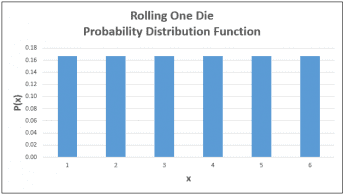 Rolling One Die
Probability Distribution Function
0.18
0.16
0.14
0.12
0.10
0.08
0.06
0.04
0.02
0.00
P(x)
1 2 3 4 5 6
x